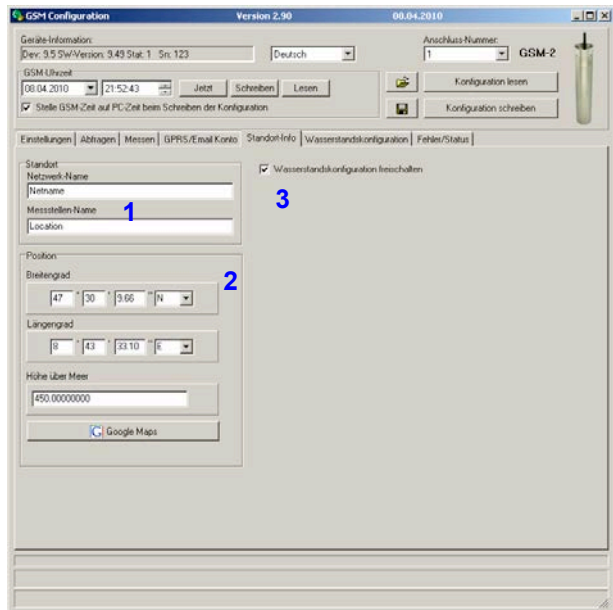 GSM Configuration Version 2.90 08.04.2010
Geräte-Information:
Dev: 9.5 SW-Version: 9.49 Stat: 1 Sn: 123
Deutsch
Anschluss-Nummer:
1
GSM-2
GSM-Uhrzeit
08.04.2010 21:52:43 Jetzt Schreiben Lesen
Stelle GSM-Zeit auf PC-Zeit beim Schreiben der Konfiguration
Konfiguration lesen
Konfiguration schreiben
Einstellungen Abfragen Messen GPRS/Email Konto Standort-Info Wasserstandskonfiguration Fehler/Status
Standort
Netzwerk-Name
Netname
Messstellen-Name
Location
1
Wasserstandskonfiguration freischalten
3
Position
2
Breitengrad
47 ° 30 ' 9.66 '' N
Längengrad
8 ° 43 ' 33.10 '' E
Höhe über Meer
450.00000000
Google Maps